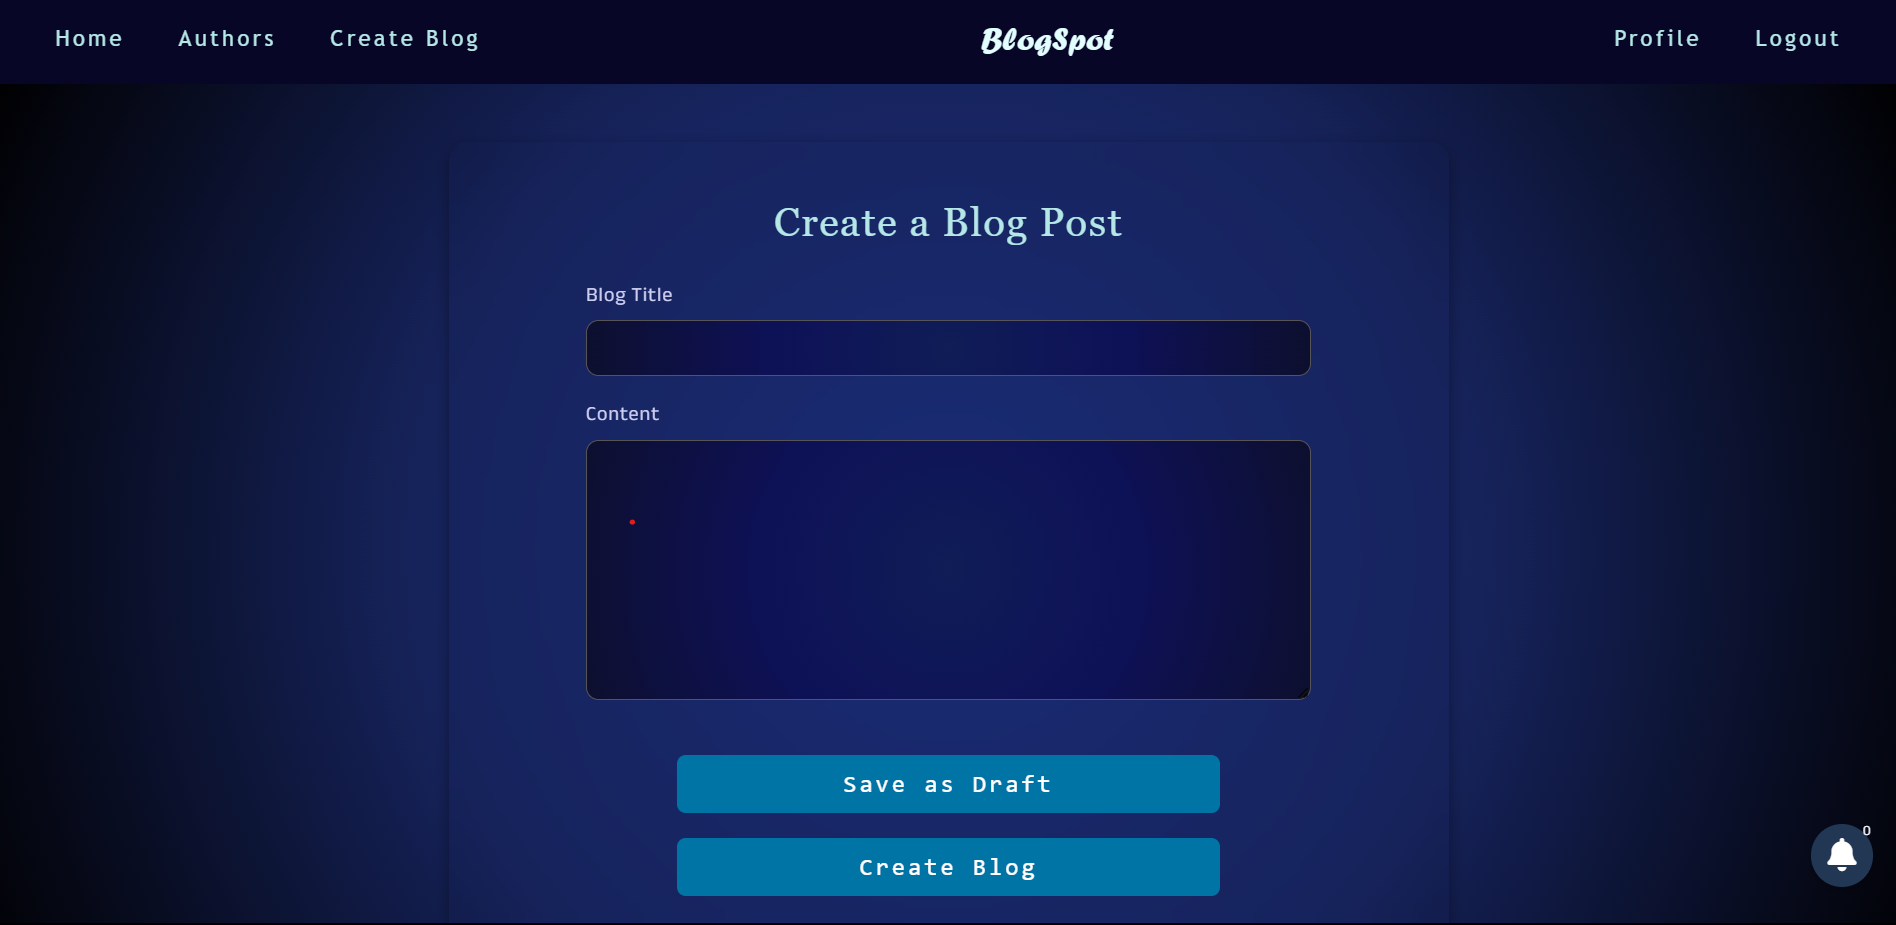 Home Authors Create Blog BlogSpot Profile Logout
Create a Blog Post
Blog Title
Content
Save as Draft
Create Blog
0